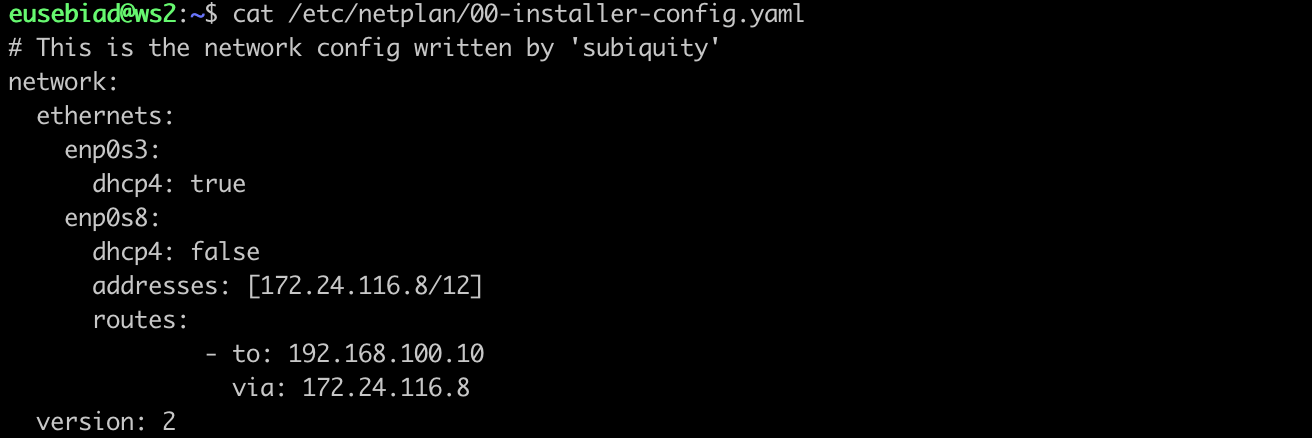 eusebiad@ws2:~$ cat /etc/netplan/00-installer-config.yaml
# This is the network config written by 'subiquity'
network:
  ethernets:
    enp0s3:
      dhcp4: true
    enp0s8:
      dhcp4: false
      addresses: [172.24.116.8/12]
      routes:
              - to: 192.168.100.10
                via: 172.24.116.8
  version: 2